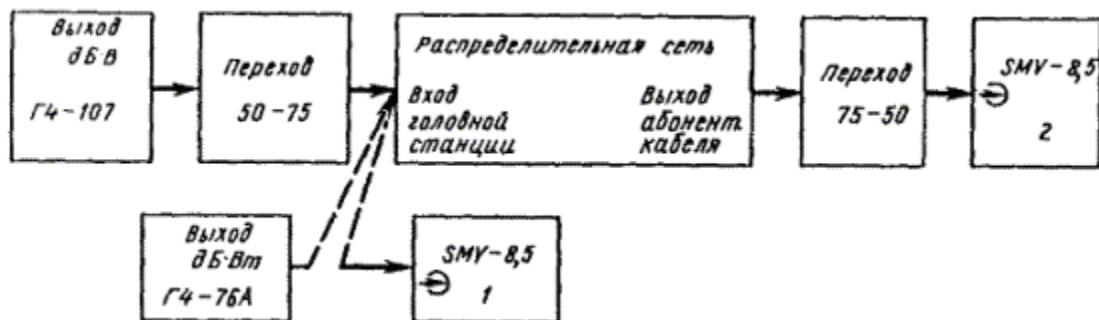 Выход
дБ·В
Г4-107
Переход
50-75
Распределительная сеть
Вход
головной
станции
Выход
абонент.
кабеля
Переход
75-50
SMV-8,5
2
Выход
дБ·Вт
Г4-76А
SMV-8,5
1